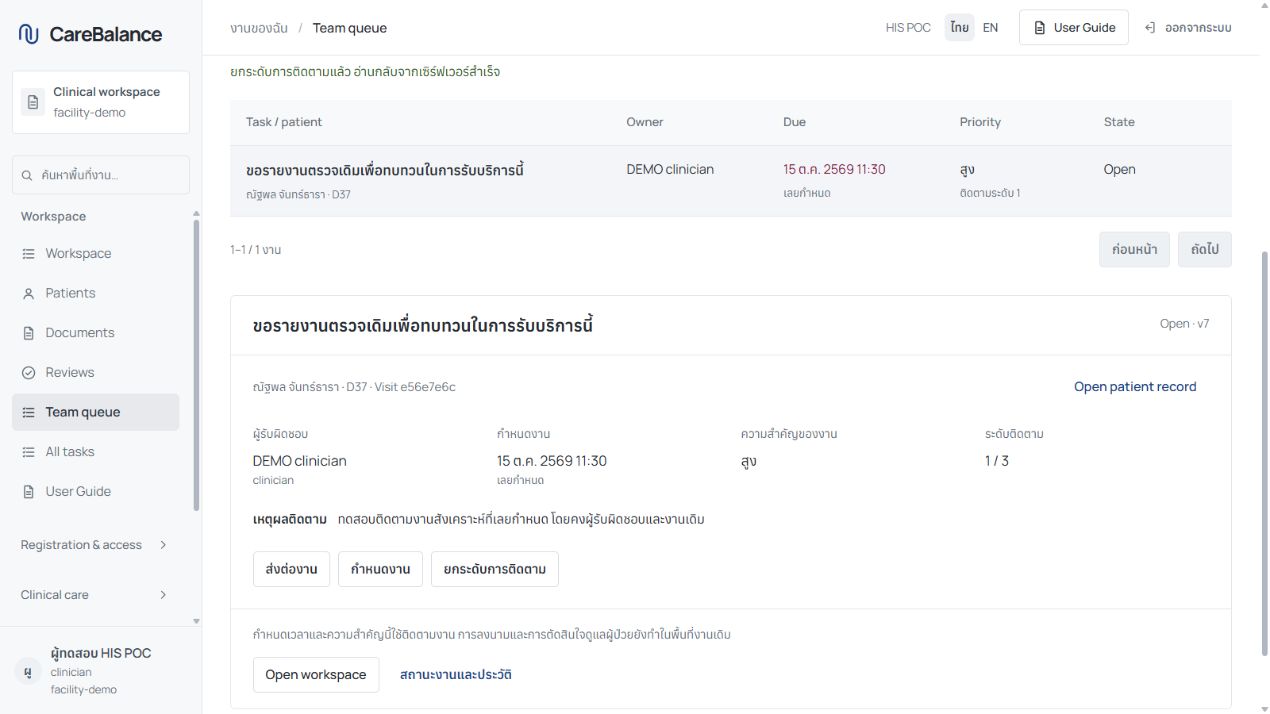 CareBalance
Clinical workspace
facility-demo
ค้นหาพื้นที่งาน...
Workspace
Workspace
Patients
Documents
Reviews
Team queue
All tasks
User Guide
Registration & access
Clinical care
ผู้ทดสอบ HIS POC
ผู
clinician
facility-demo
งานของฉัน / Team queue
HIS POC ไทย EN User Guide ออกจากระบบ
ยกระดับการติดตามแล้ว อ่านกลับจากเซิร์ฟเวอร์สำเร็จ
Task / patient Owner Due Priority State
ขอรายงานตรวจเดิมเพื่อทบทวนในการรับบริการนี้ DEMO clinician 15 ต.ค. 2569 11:30 สูง Open
ณัฐพล จันทร์ธารา · D37 เลยกำหนด ติดตามระดับ 1
1–1 / 1 งาน ก่อนหน้า ถัดไป
ขอรายงานตรวจเดิมเพื่อทบทวนในการรับบริการนี้ Open · v7
ณัฐพล จันทร์ธารา · D37 · Visit e56e7e6c Open patient record
ผู้รับผิดชอบ กำหนดงาน ความสำคัญของงาน ระดับติดตาม
DEMO clinician 15 ต.ค. 2569 11:30 สูง 1 / 3
clinician เลยกำหนด
เหตุผลติดตาม ทดสอบติดตามงานสังเคราะห์ที่เลยกำหนด โดยคงผู้รับผิดชอบและงานเดิม
ส่งต่องาน กำหนดงาน ยกระดับการติดตาม
กำหนดเวลาและความสำคัญนี้ใช้ติดตามงาน การลงนามและการตัดสินใจดูแลผู้ป่วยยังทำในพื้นที่งานเดิม
Open workspace สถานะงานและประวัติ